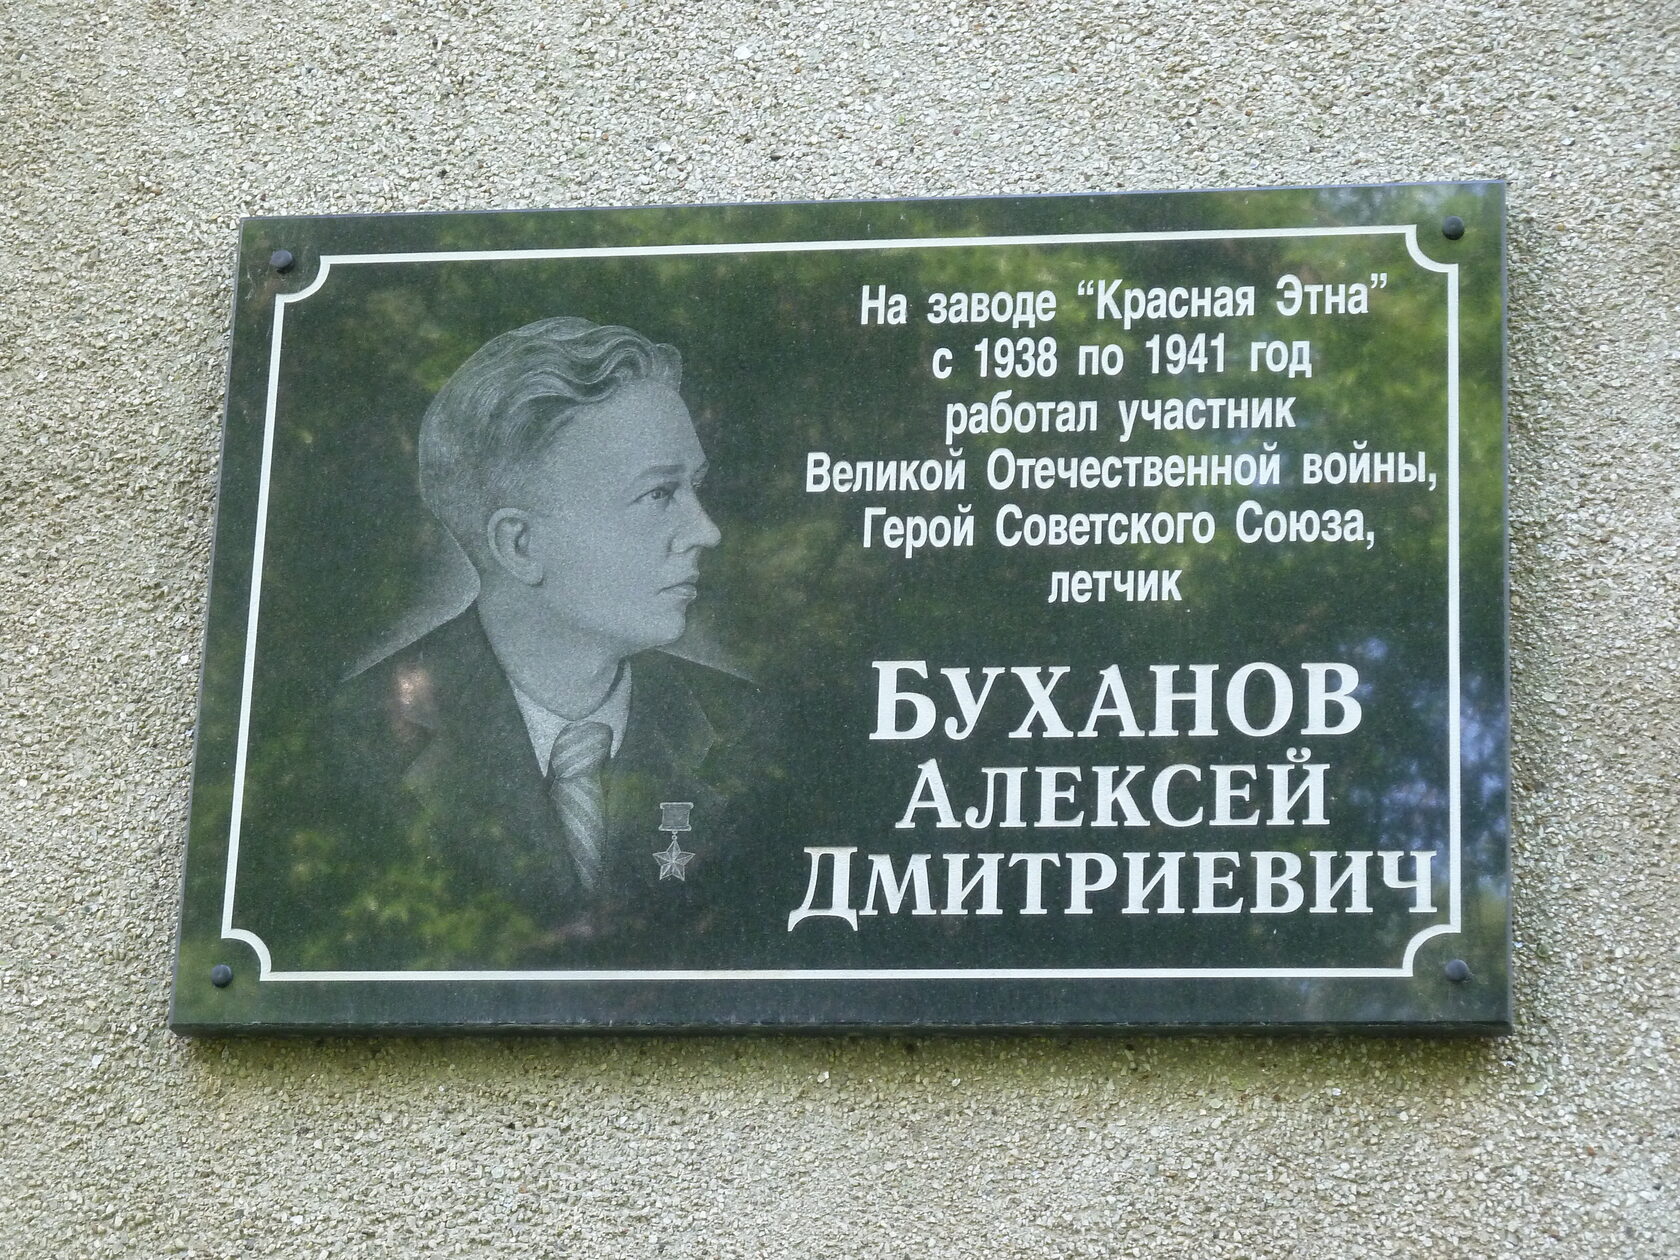 На заводе “Красная Этна”
с 1938 по 1941 год
работал участник
Великой Отечественной войны,
Герой Советского Союза,
летчик
БУХАНОВ
АЛЕКСЕЙ
ДМИТРИЕВИЧ